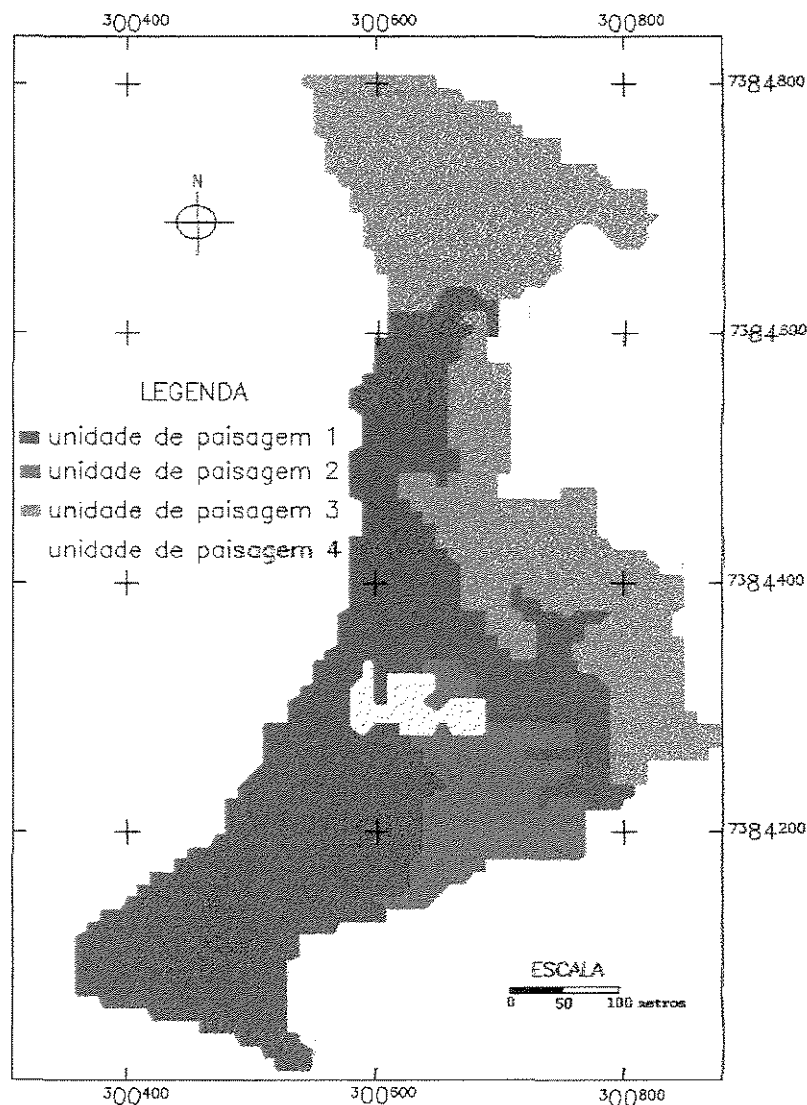 300400 300600 300800
7384800
N
7384600
LEGENDA
unidade de paisagem 1
unidade de paisagem 2
unidade de paisagem 3
unidade de paisagem 4
7384400
7384200
ESCALA
0 50 100 metros
300400 300600 300800